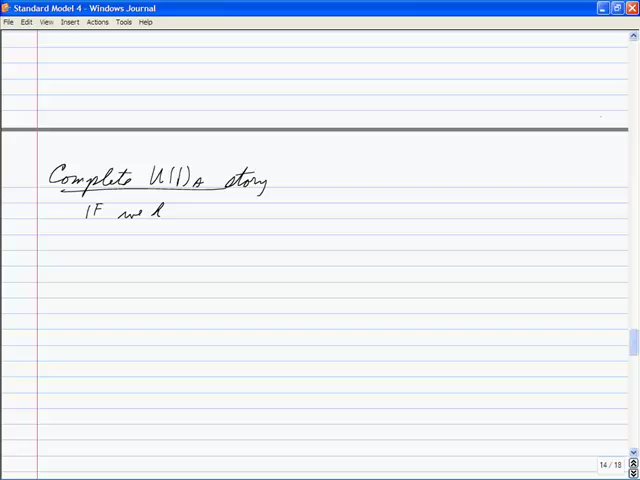 Standard Model 4 - Windows Journal
File Edit View Insert Actions Tools Help
Complete U(1)A story
IF we
14 / 18